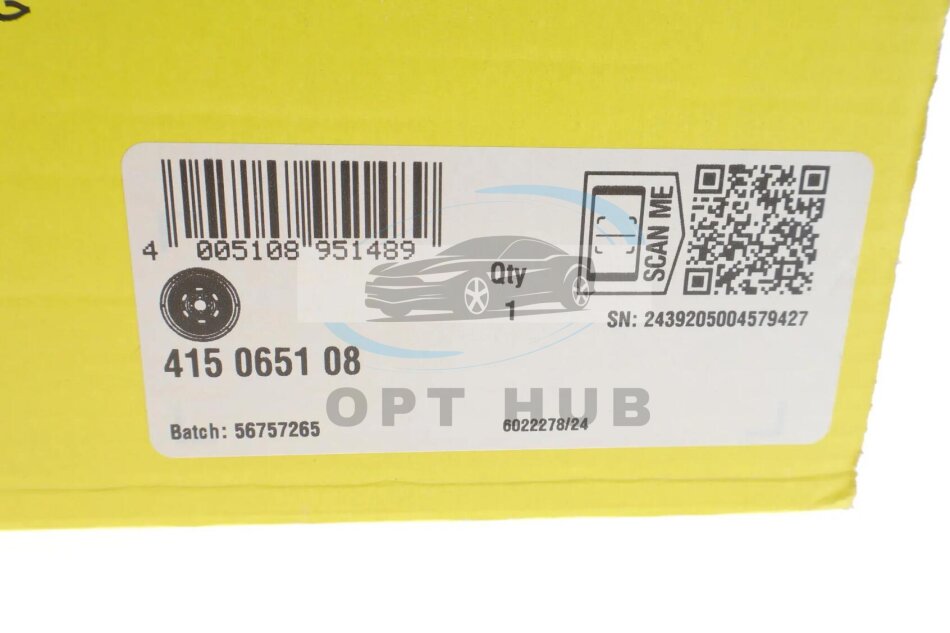 4 005108 951489
Qty
1
SCAN ME
SN: 2439205004579427
415 0651 08
OPT HUB
Batch: 56757265
6022278/24